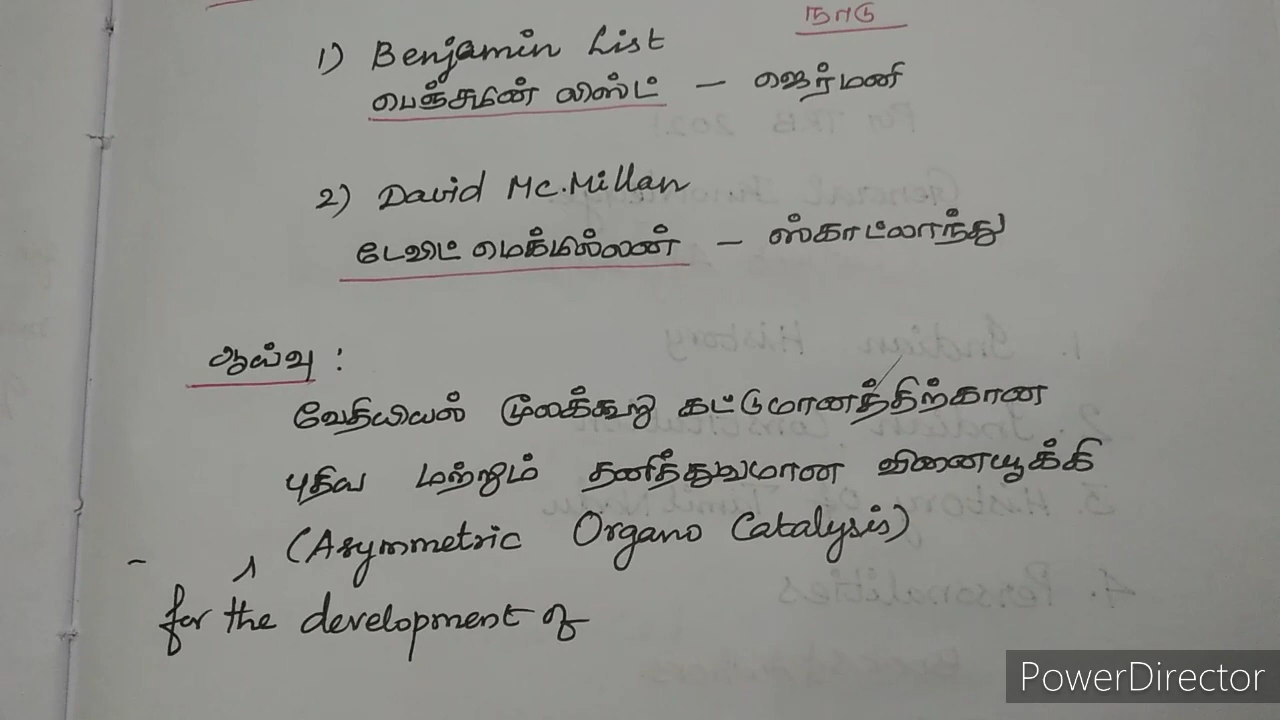 நாடு
1) Benjamin List
பெஞ்சமின் லிஸ்ட் – ஜெர்மனி
2) David Mc.Millan
டேவிட் மெக்மில்லன் – ஸ்காட்லாந்து
ஆய்வு :
வேதியியல் மூலக்கூறு கட்டுமானத்திற்கான
புதிய மற்றும் தனித்துவமான வினையூக்கி
(Asymmetric Organo Catalysis)
for the development of
PowerDirector